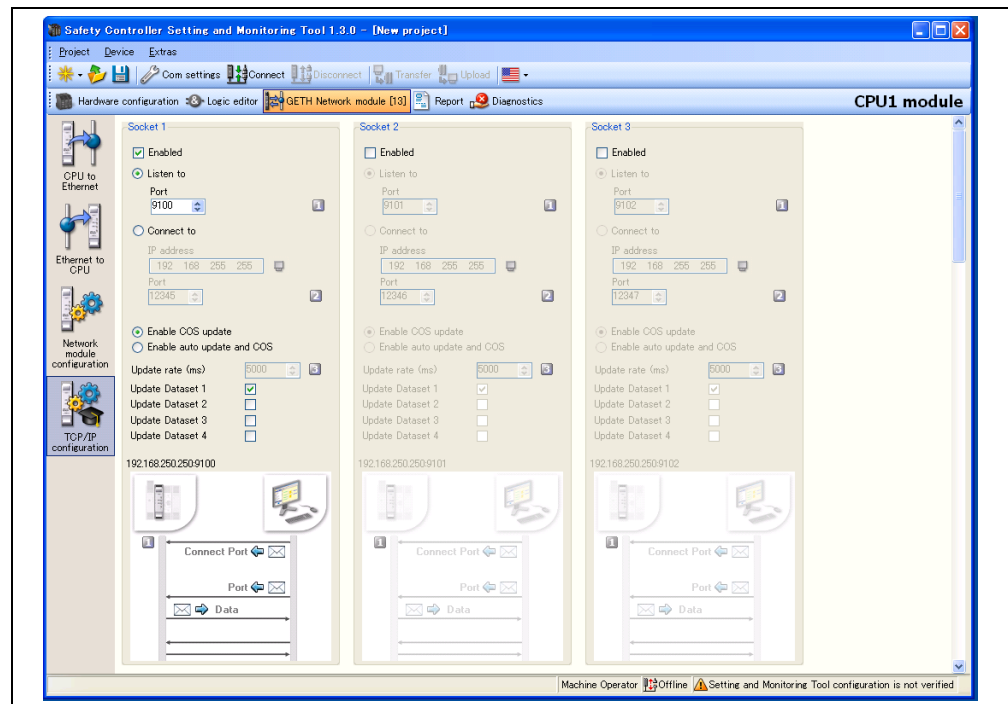 Safety Controller Setting and Monitoring Tool 1.3.0 - [New project]
Project Device Extras
Com settings Connect Disconnect Transfer Upload
Hardware configuration Logic editor GETH Network module [13] Report Diagnostics CPU1 module
CPU to
Ethernet
Ethernet to
CPU
Network
module
configuration
TCP/IP
configuration
Socket 1
Enabled
Listen to
Port
9100
1
Connect to
IP address
192 168 255 255
Port
12345
2
Enable COS update
Enable auto update and COS
Update rate (ms) 5000 3
Update Dataset 1
Update Dataset 2
Update Dataset 3
Update Dataset 4
192.168.250.250:9100
1
Connect Port
Port
Data
Socket 2
Enabled
Listen to
Port
9101
1
Connect to
IP address
192 168 255 255
Port
12346
2
Enable COS update
Enable auto update and COS
Update rate (ms) 5000 3
Update Dataset 1
Update Dataset 2
Update Dataset 3
Update Dataset 4
192.168.250.250:9101
1
Connect Port
Port
Data
Socket 3
Enabled
Listen to
Port
9102
1
Connect to
IP address
192 168 255 255
Port
12347
2
Enable COS update
Enable auto update and COS
Update rate (ms) 5000 3
Update Dataset 1
Update Dataset 2
Update Dataset 3
Update Dataset 4
192.168.250.250:9102
1
Connect Port
Port
Data
Machine Operator Offline Setting and Monitoring Tool configuration is not verified